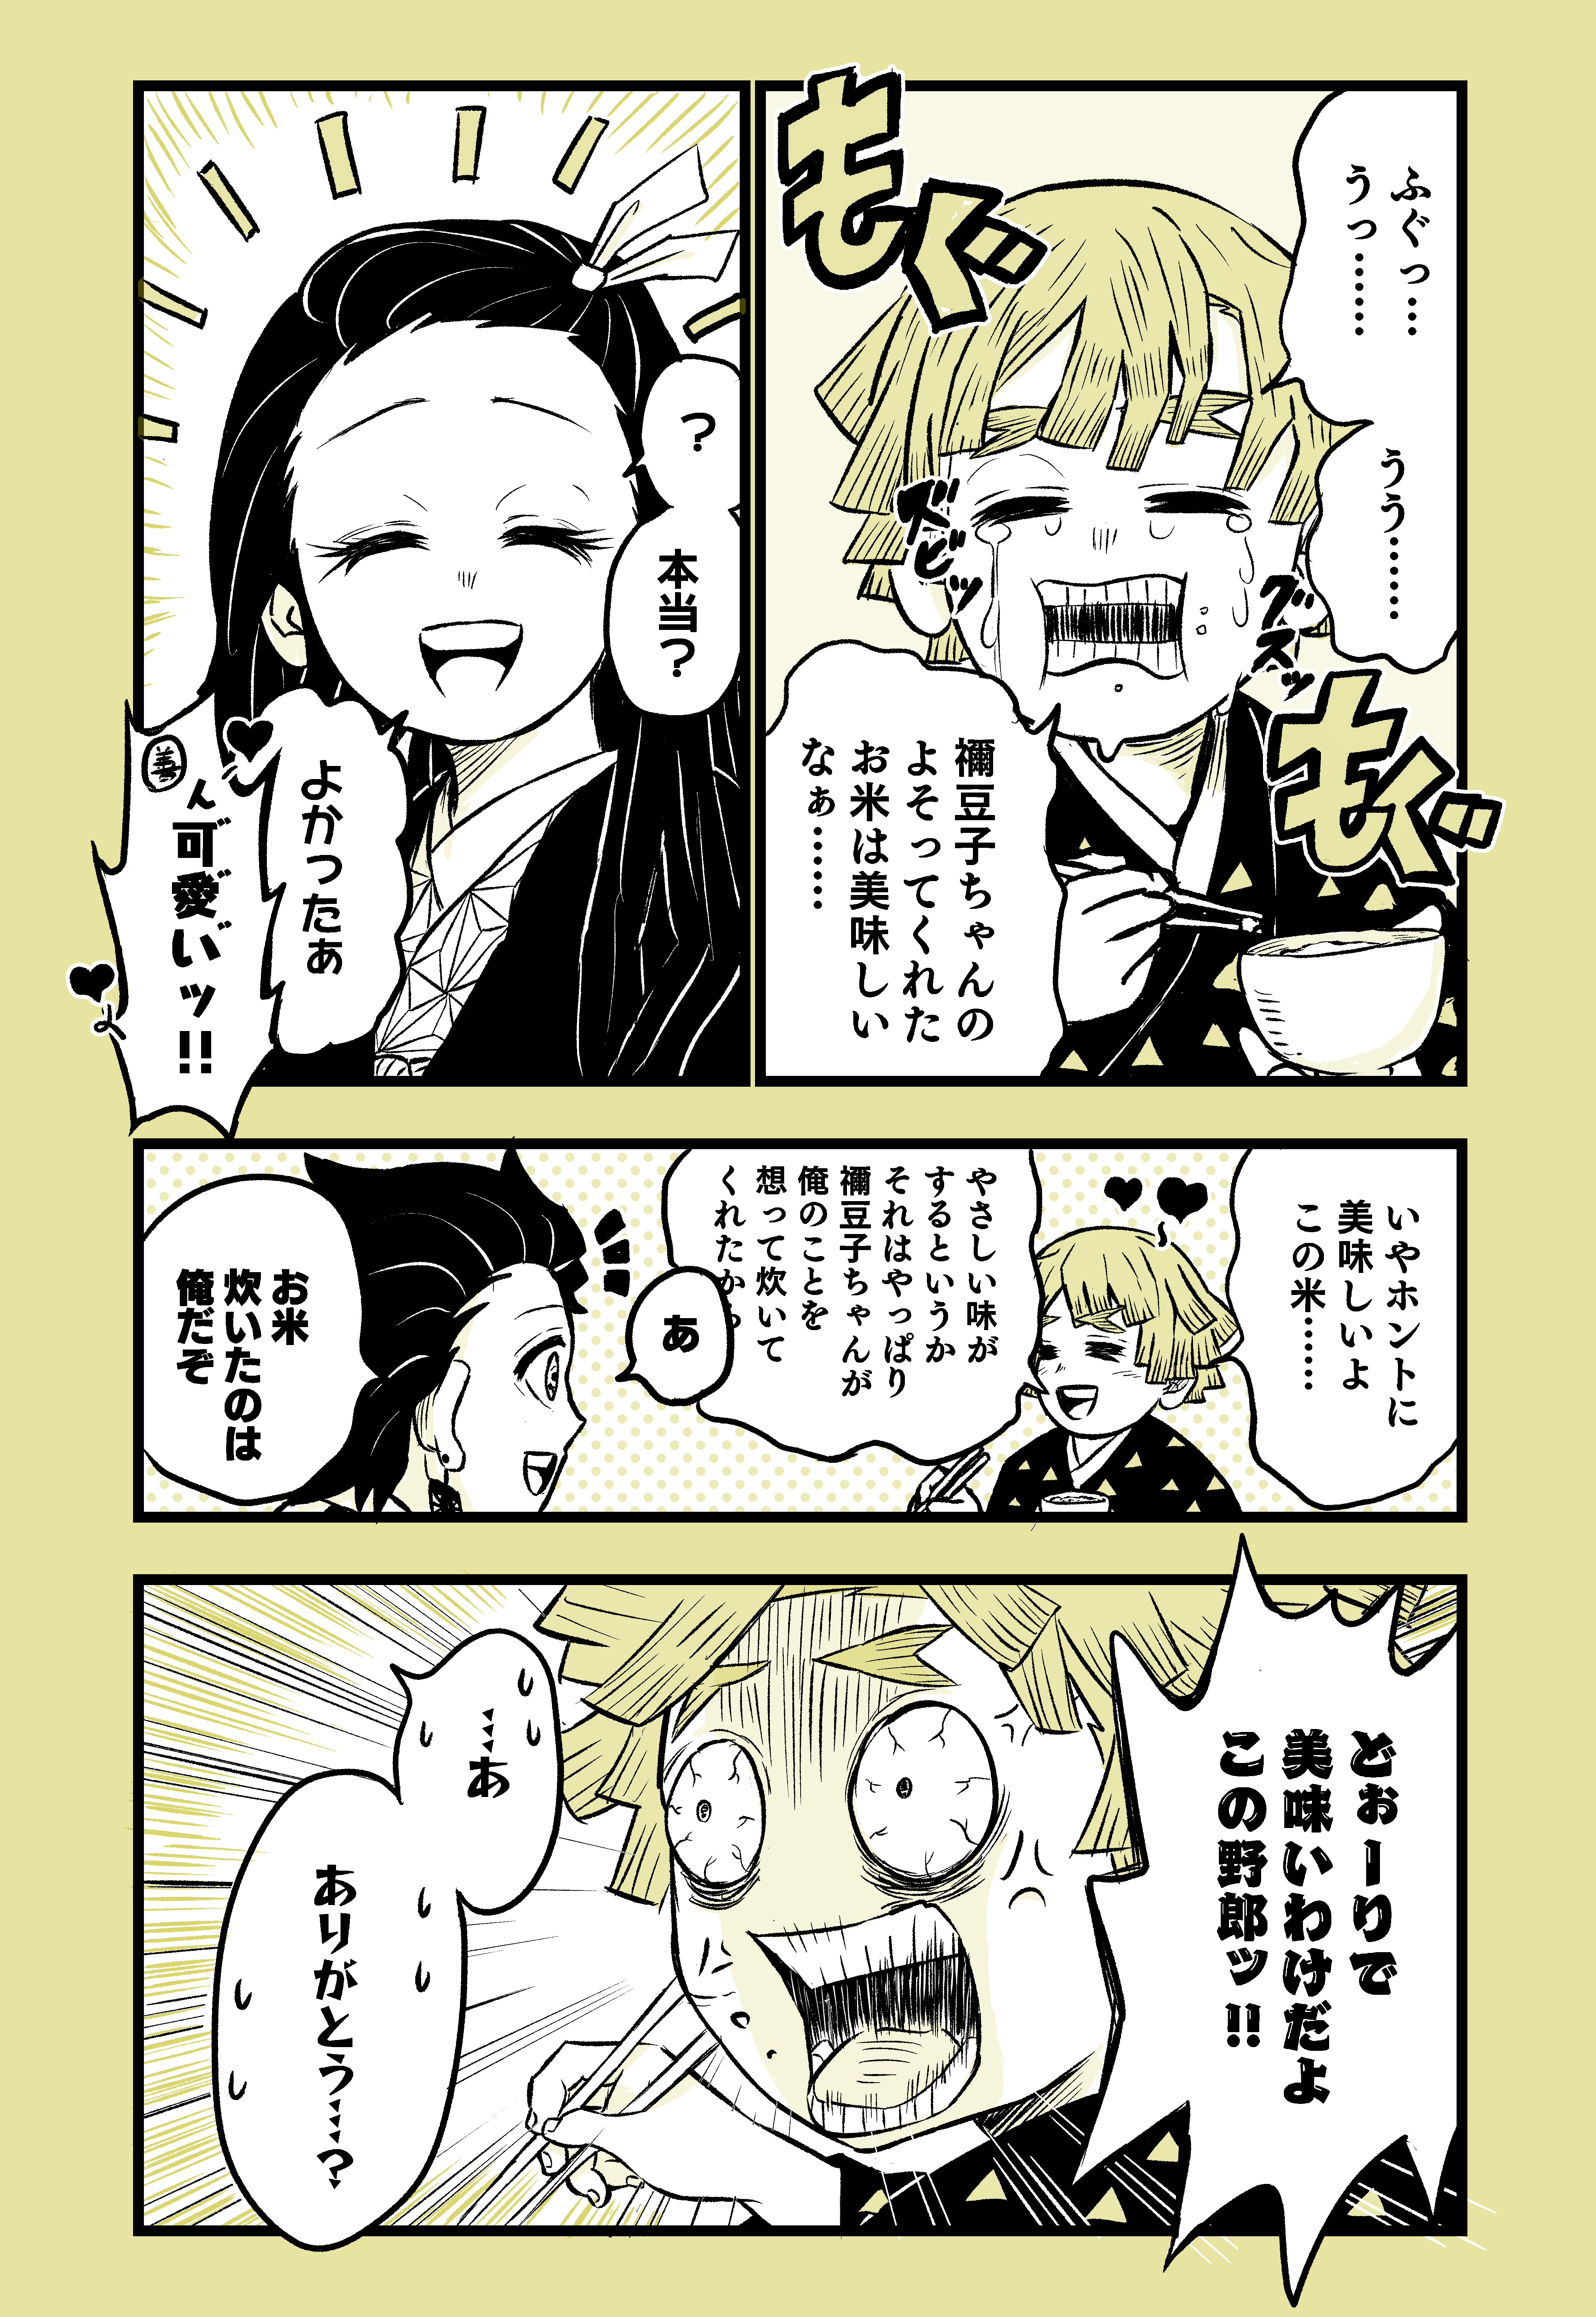 もぐ
ふぐっ…
うっ………
うう………
ズビッ
グスッ
もぐ
禰豆子ちゃんの
よそってくれた
お米は美味しい
なぁ……
?
本当?
よかったぁ
善
ん可愛いッ!!
いやホントに
美味しいよ
この米……
やさしい味が
するというか
それはやっぱり
禰豆子ちゃんが
俺のことを
想って炊いて
くれたから
あ
お米
炊いたのは
俺だぞ
どぉーりで
美味いわけだよ
この野郎ッ!!
…あ
ありがとう…?